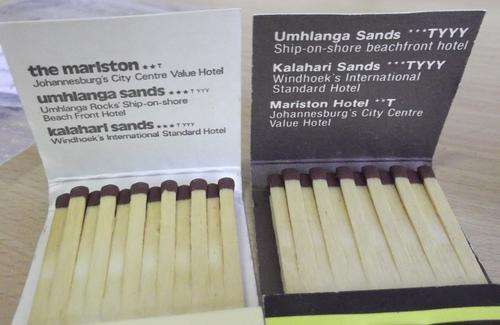 the mariston ★★T
Johannesburg's City Centre Value Hotel
umhlanga sands ★★★T YYY
Umhlanga Rocks' Ship-on-shore
Beach Front Hotel
kalahari sands ★★★T YYY
Windhoek's International Standard Hotel
Umhlanga Sands ***TYYY
Ship-on-shore beachfront hotel
Kalahari Sands ***TYYY
Windhoek's International
Standard Hotel
Mariston Hotel **T
Johannesburg's City Centre
Value Hotel